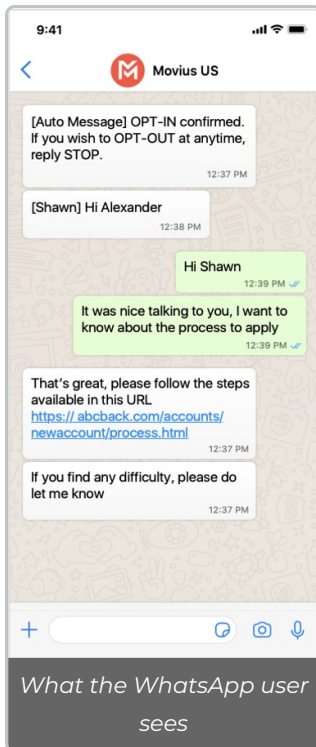 9:41
Movius US
[Auto Message] OPT-IN confirmed.
If you wish to OPT-OUT at anytime,
reply STOP.
12:37 PM
[Shawn] Hi Alexander
12:38 PM
Hi Shawn
12:39 PM
It was nice talking to you, I want to
know about the process to apply
12:39 PM
That's great, please follow the steps
available in this URL
https:// abcback.com/accounts/
newaccount/process.html
12:37 PM
If you find any difficulty, please do
let me know
12:37 PM
What the WhatsApp user
sees